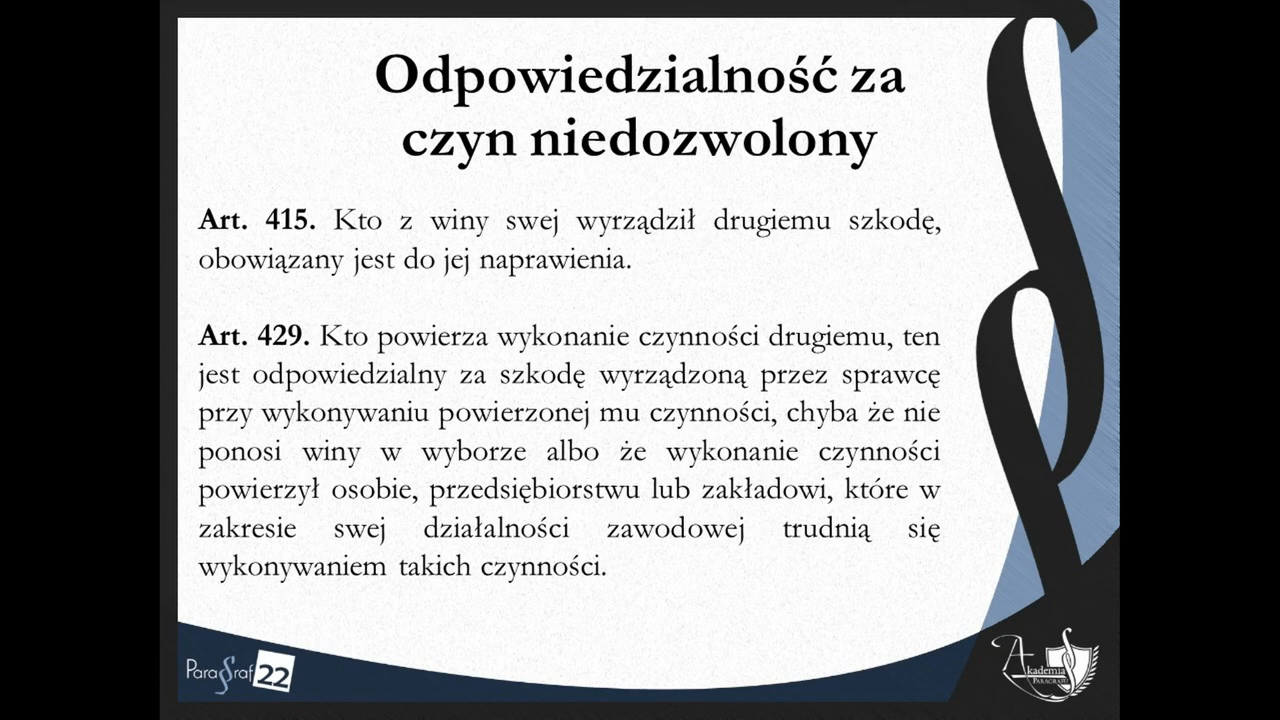 Odpowiedzialność za
czyn niedozwolony
Art. 415. Kto z winy swej wyrządził drugiemu szkodę,
obowiązany jest do jej naprawienia.
Art. 429. Kto powierza wykonanie czynności drugiemu, ten
jest odpowiedzialny za szkodę wyrządzoną przez sprawcę
przy wykonywaniu powierzonej mu czynności, chyba że nie
ponosi winy w wyborze albo że wykonanie czynności
powierzył osobie, przedsiębiorstwu lub zakładowi, które w
zakresie swej działalności zawodowej trudnią się
wykonywaniem takich czynności.
Para§raf 22
Akademia
PARAGRAFU